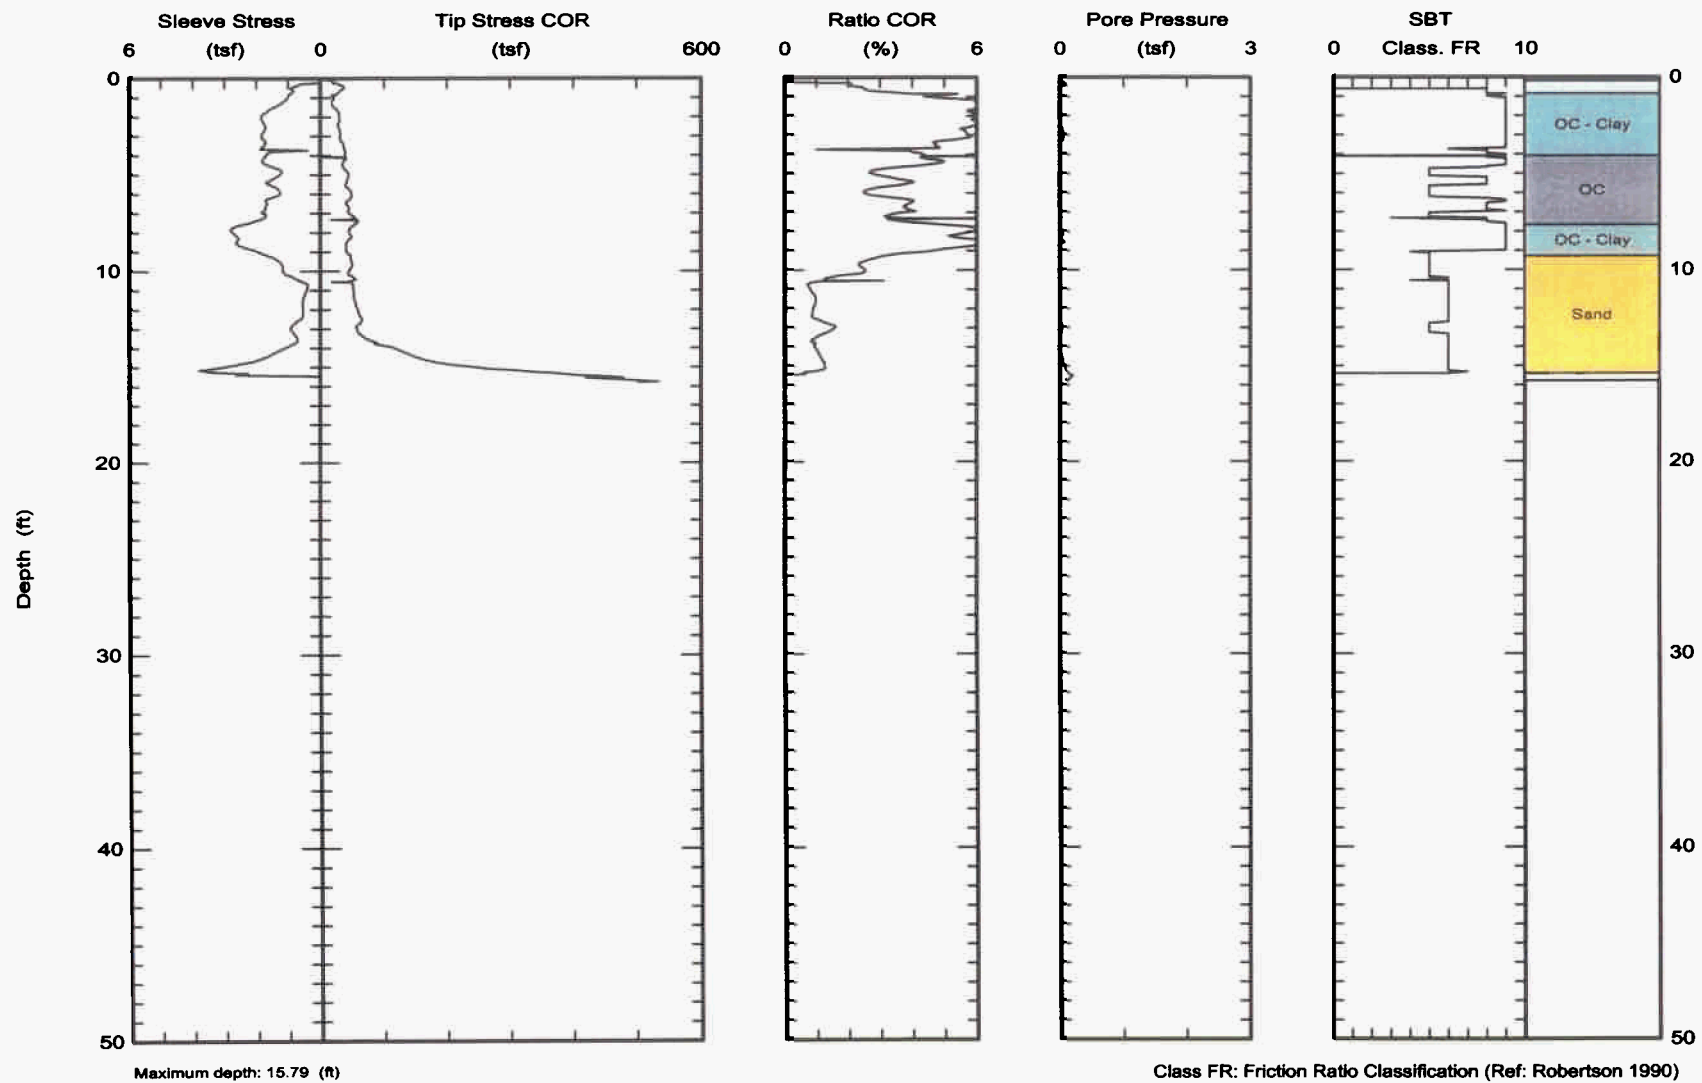 Sleeve Stress Tip Stress COR Ratio COR Pore Pressure SBT
6 (tsf) 0 (tsf) 600 0 (%) 6 0 (tsf) 3 0 Class. FR 10
0 0
OC - Clay
OC
OC - Clay
10 10
Sand
20 20
Depth (ft)
30 30
40 40
50 50
Maximum depth: 15.79 (ft) Class FR: Friction Ratio Classification (Ref: Robertson 1990)